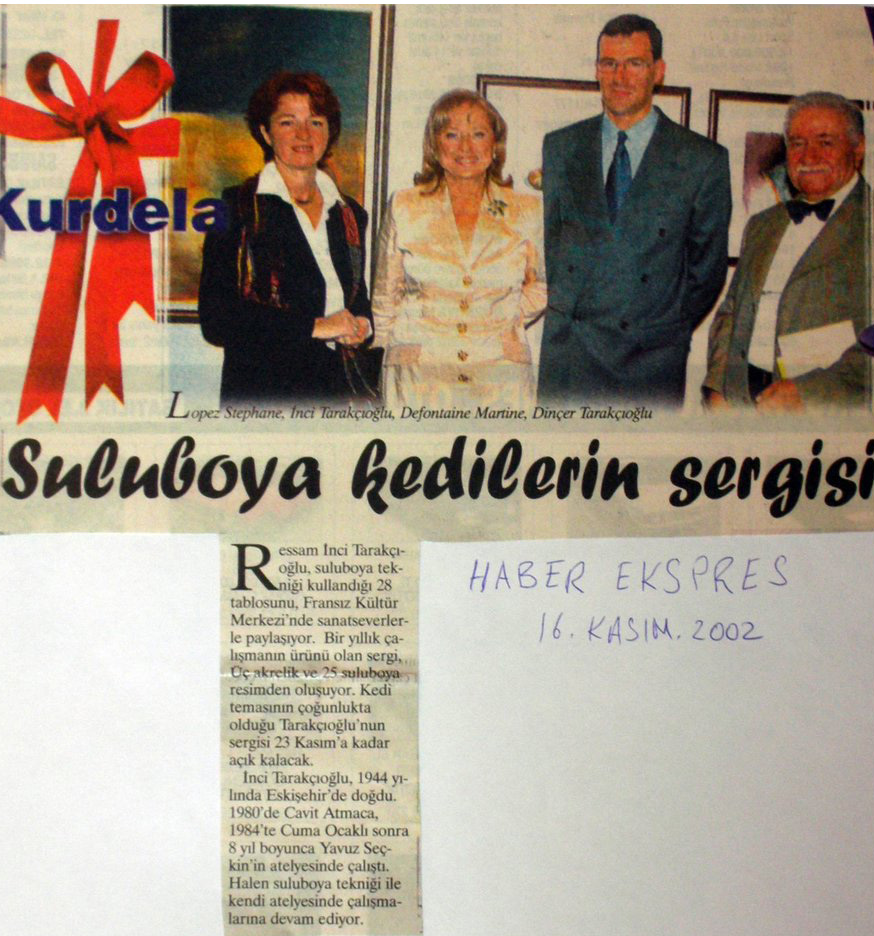 Kurdela
Lopez Stephane, İnci Tarakçıoğlu, Defontaine Martine, Dinçer Tarakçıoğlu
Suluboya kedilerin sergisi
Ressam İnci Tarakçı-
oğlu, suluboya tek-
niği kullandığı 28
tablosunu, Fransız Kültür
Merkezi'nde sanatseverler-
le paylaşıyor. Bir yıllık ça-
lışmanın ürünü olan sergi,
Üç akrelik ve 25 suluboya
resimden oluşuyor. Kedi
temasının çoğunlukta
olduğu Tarakçıoğlu'nun
sergisi 23 Kasım'a kadar
açık kalacak.
İnci Tarakçıoğlu, 1944 yı-
lında Eskişehir'de doğdu.
1980'de Cavit Atmaca,
1984'te Cuma Ocaklı sonra
8 yıl boyunca Yavuz Seç-
kin'in atelyesinde çalıştı.
Halen suluboya tekniği ile
kendi atelyesinde çalışma-
larına devam ediyor.
HABER EKSPRES
16. KASIM. 2002